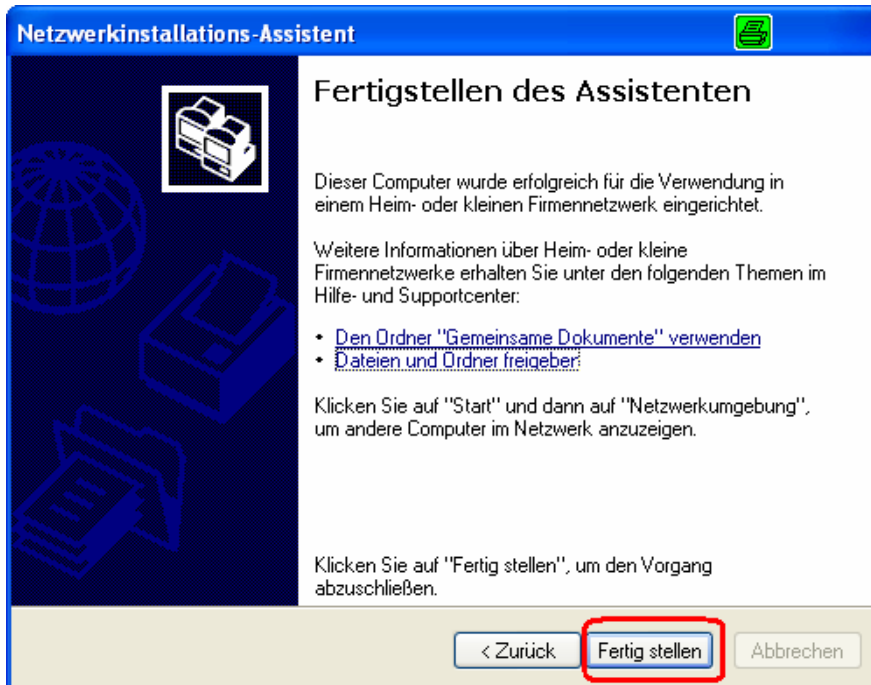 Netzwerkinstallations-Assistent
Fertigstellen des Assistenten
Dieser Computer wurde erfolgreich für die Verwendung in
einem Heim- oder kleinen Firmennetzwerk eingerichtet.
Weitere Informationen über Heim- oder kleine
Firmennetzwerke erhalten Sie unter den folgenden Themen im
Hilfe- und Supportcenter:
• Den Ordner "Gemeinsame Dokumente" verwenden
• Dateien und Ordner freigeben
Klicken Sie auf "Start" und dann auf "Netzwerkumgebung",
um andere Computer im Netzwerk anzuzeigen.
Klicken Sie auf "Fertig stellen", um den Vorgang
abzuschließen.
< Zurück Fertig stellen Abbrechen